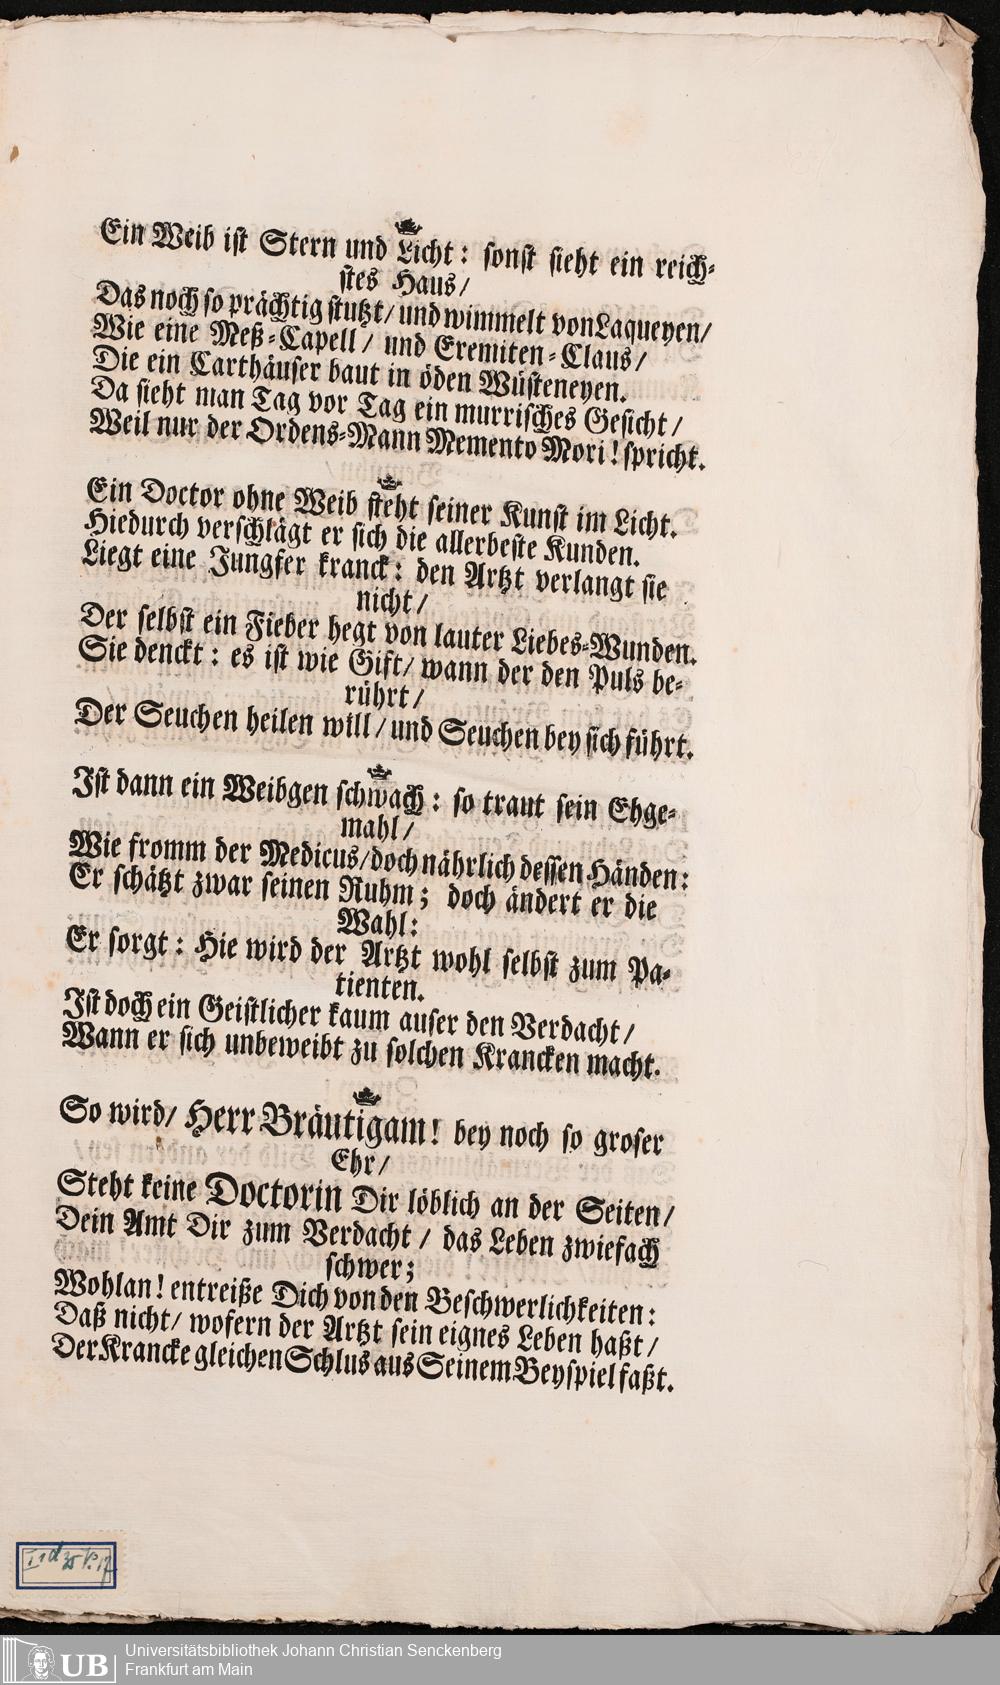 Ein Weib ist Stern und Licht: sonst sieht ein reich-
stes Haus/
Das noch so prächtig stutzt/ und wimmelt von Laqueyen/
Wie eine Meß-Capell/ und Eremiten-Claus/
Die ein Carthäuser baut in öden Wüsteneyen.
Da sieht man Tag vor Tag ein murrisches Gesicht/
Weil nur der Ordens-Mann Memento Mori! spricht.
Ein Doctor ohne Weib steht seiner Kunst im Licht.
Hiedurch verschlägt er sich die allerbeste Kunden.
Liegt eine Jungfer kranck: den Artzt verlangt sie
nicht/
Der selbst ein Fieber hegt von lauter Liebes-Wunden.
Sie denckt: es ist wie Gift/ wann der den Puls be-
rührt/
Der Seuchen heilen will/ und Seuchen bey sich führt.
Ist dann ein Weibgen schwach: so traut sein Ehge-
mahl/
Wie fromm der Medicus/ doch nährlich dessen Händen:
Er schätzt zwar seinen Ruhm; doch ändert er die
Wahl:
Er sorgt: Hie wird der Artzt wohl selbst zum Pa-
tienten.
Ist doch ein Geistlicher kaum auser den Verdacht/
Wann er sich unbeweibt zu solchen Krancken macht.
So wird/ Herr Bräutigam! bey noch so groser
Ehr/
Steht keine Doctorin Dir löblich an der Seiten/
Dein Amt Dir zum Verdacht/ das Leben zwiefach
schwer;
Wohlan! entreiße Dich von den Beschwerlichkeiten:
Daß nicht/ wofern der Artzt sein eignes Leben haßt/
Der Krancke gleichen Schlus aus Seinem Beyspiel faßt.
UB
Universitätsbibliothek Johann Christian Senckenberg
Frankfurt am Main